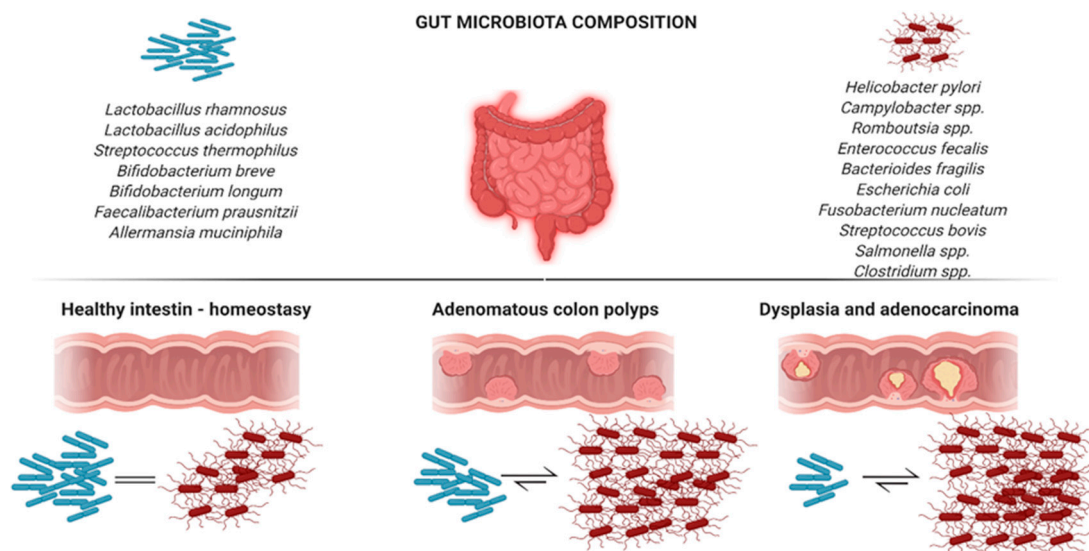 GUT MICROBIOTA COMPOSITION
Lactobacillus rhamnosus
Lactobacillus acidophilus
Streptococcus thermophilus
Bifidobacterium breve
Bifidobacterium longum
Faecalibacterium prausnitzii
Allermansia muciniphila
Helicobacter pylori
Campylobacter spp.
Romboutsia spp.
Enterococcus fecalis
Bacterioides fragilis
Escherichia coli
Fusobacterium nucleatum
Streptococcus bovis
Salmonella spp.
Clostridium spp.
Healthy intestin - homeostasy
Adenomatous colon polyps
Dysplasia and adenocarcinoma